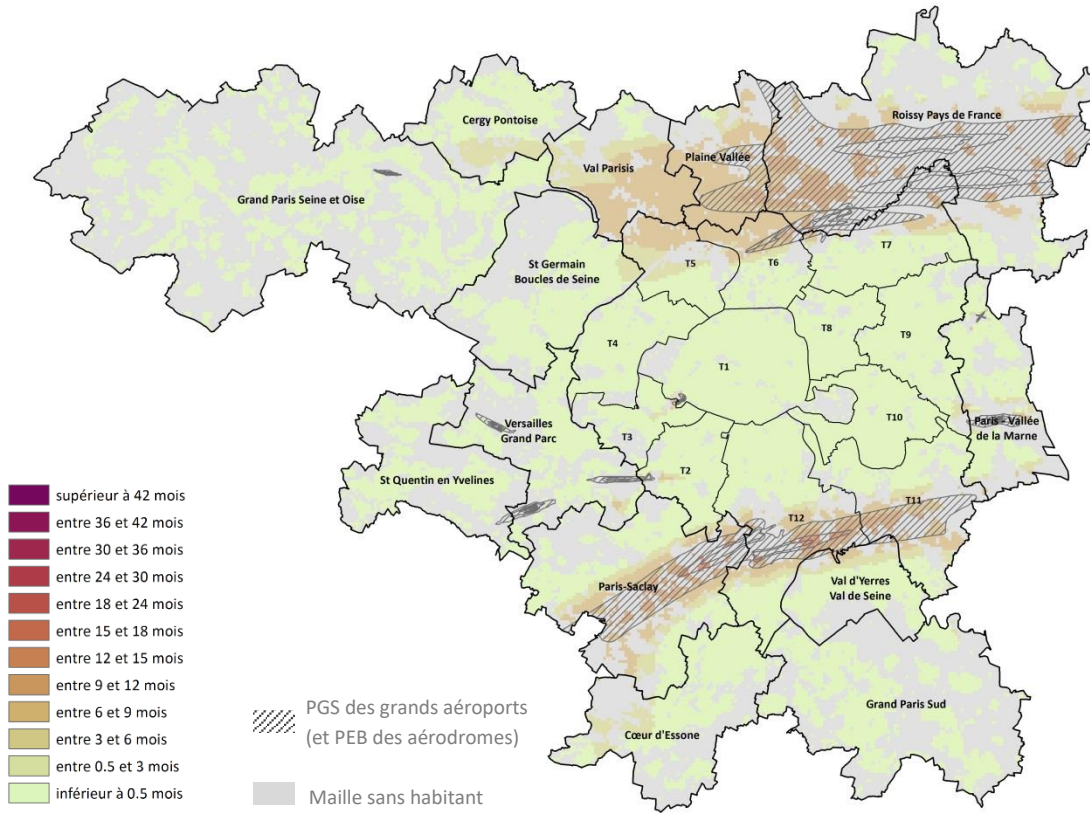 Cergy Pontoise
Roissy Pays de France
Val Parisis
Plaine Vallée
Grand Paris Seine et Oise
T7
St Germain
Boucles de Seine
T5
T6
T8
T9
T4
T1
T10
Versailles
Grand Parc
T3
Paris - Vallée
de la Marne
T2
St Quentin en Yvelines
T11
T12
Paris-Saclay
Val d'Yerres
Val de Seine
Grand Paris Sud
Cœur d'Essone
supérieur à 42 mois
entre 36 et 42 mois
entre 30 et 36 mois
entre 24 et 30 mois
entre 18 et 24 mois
entre 15 et 18 mois
entre 12 et 15 mois
entre 9 et 12 mois
entre 6 et 9 mois
entre 3 et 6 mois
entre 0.5 et 3 mois
inférieur à 0.5 mois
PGS des grands aéroports
(et PEB des aérodromes)
Maille sans habitant